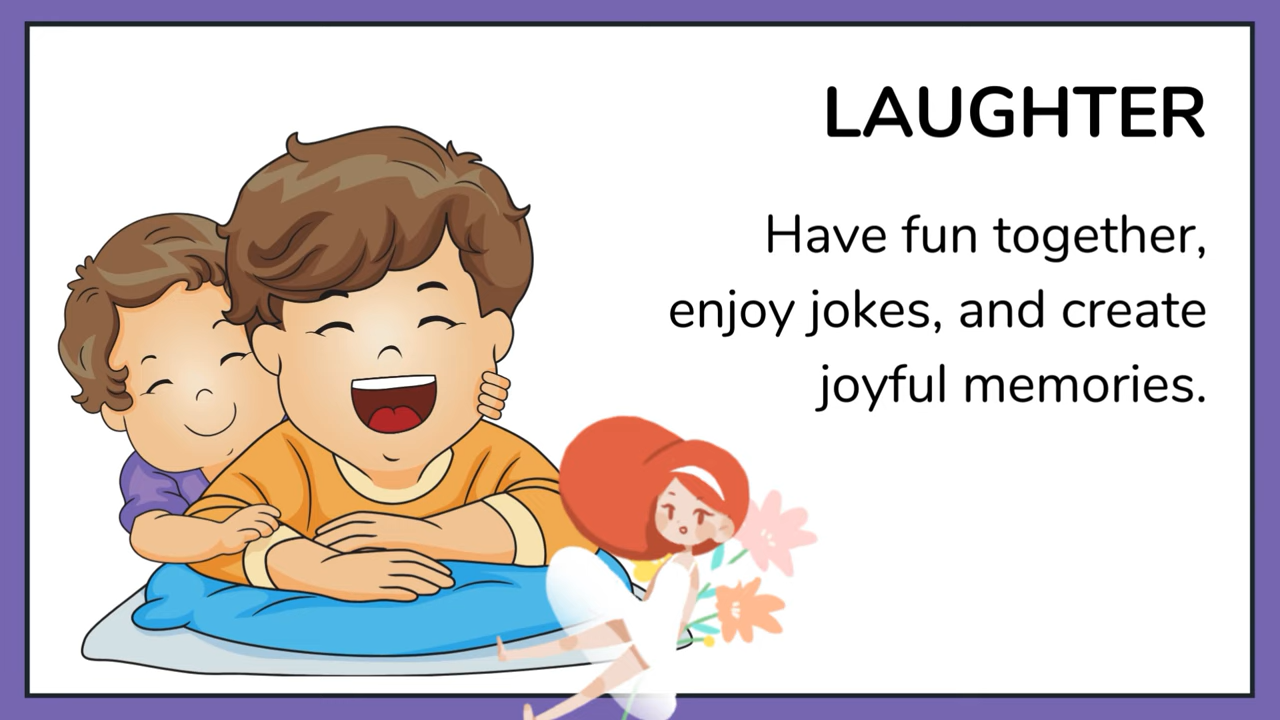 LAUGHTER
Have fun together,
enjoy jokes, and create
joyful memories.